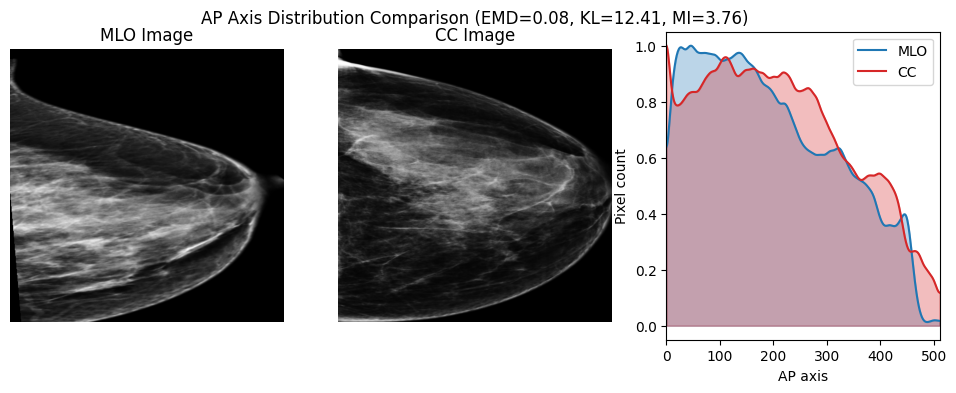 AP Axis Distribution Comparison (EMD=0.08, KL=12.41, MI=3.76)
MLO Image
CC Image
MLO
CC
Pixel count
1.0
0.8
0.6
0.4
0.2
0.0
0 100 200 300 400 500
AP axis